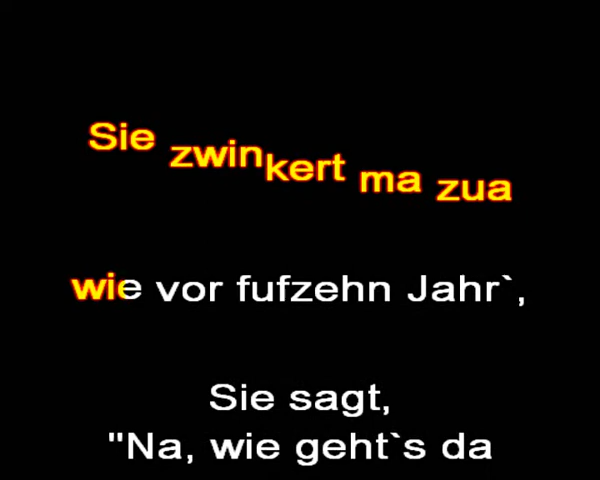 Sie zwinkert ma zua
wie vor fufzehn Jahr`,
Sie sagt,
"Na, wie geht`s da